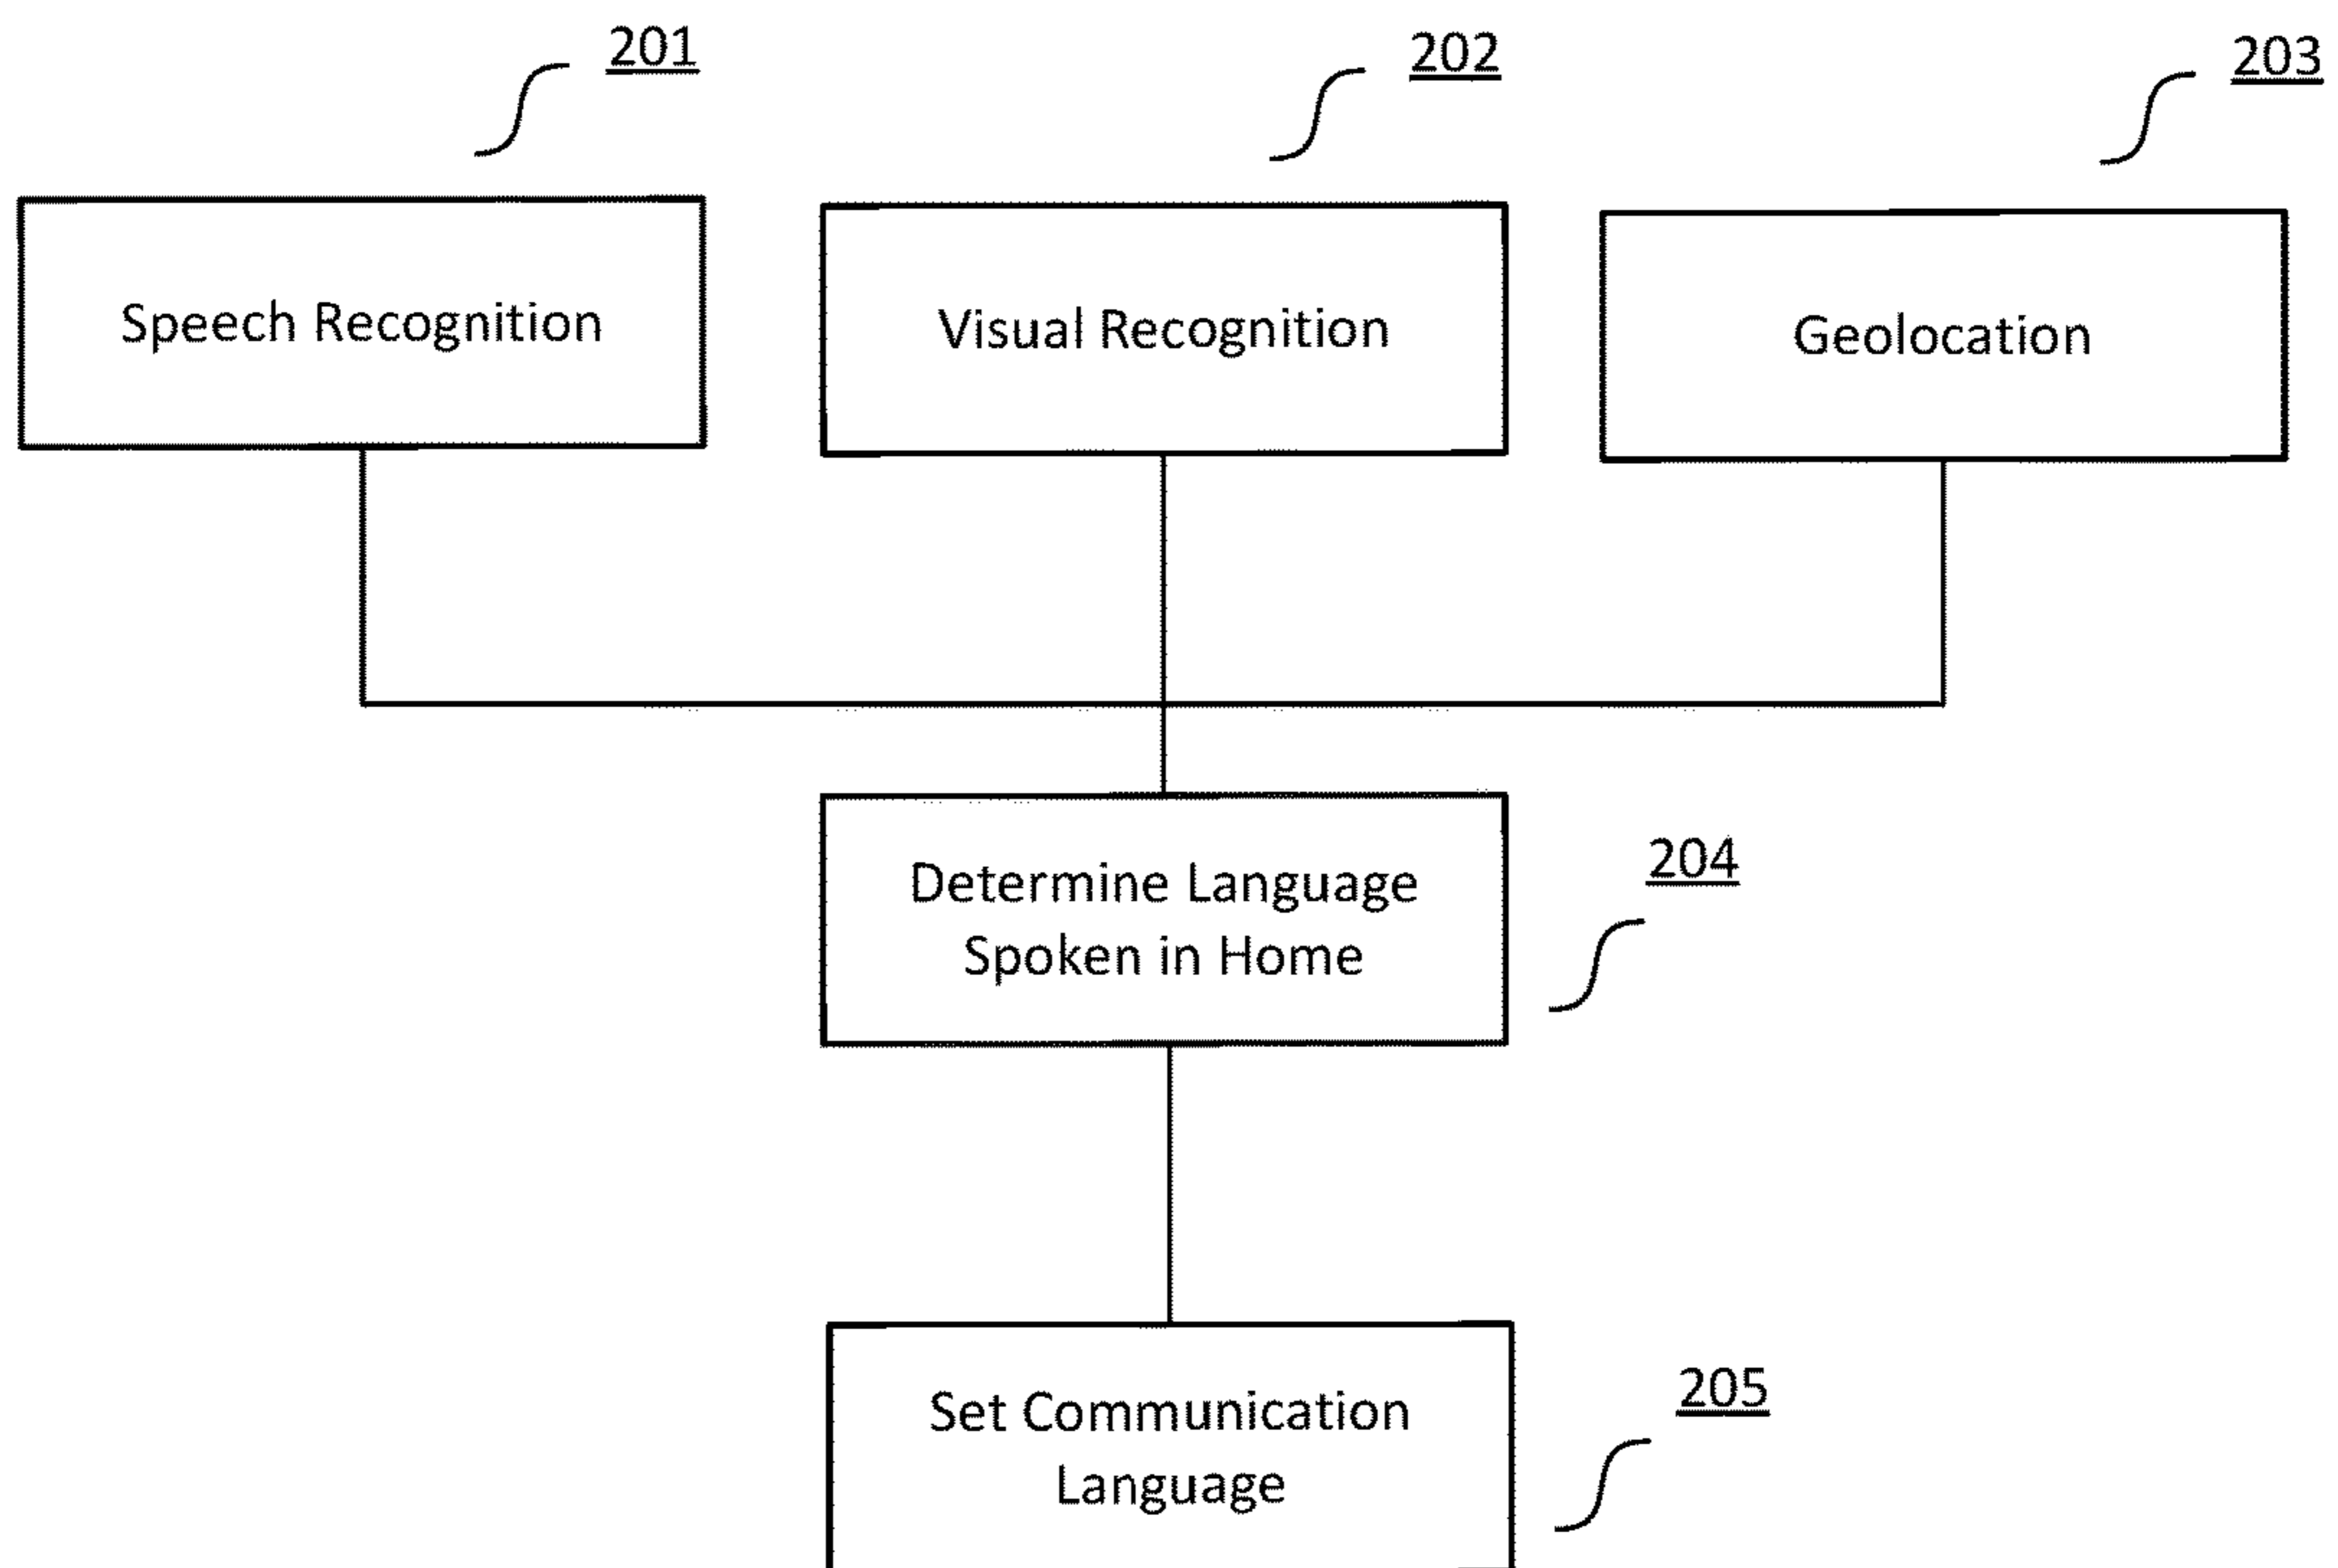 201
202
203
Speech Recognition
Visual Recognition
Geolocation
Determine Language
Spoken in Home
204
Set Communication
Language
205